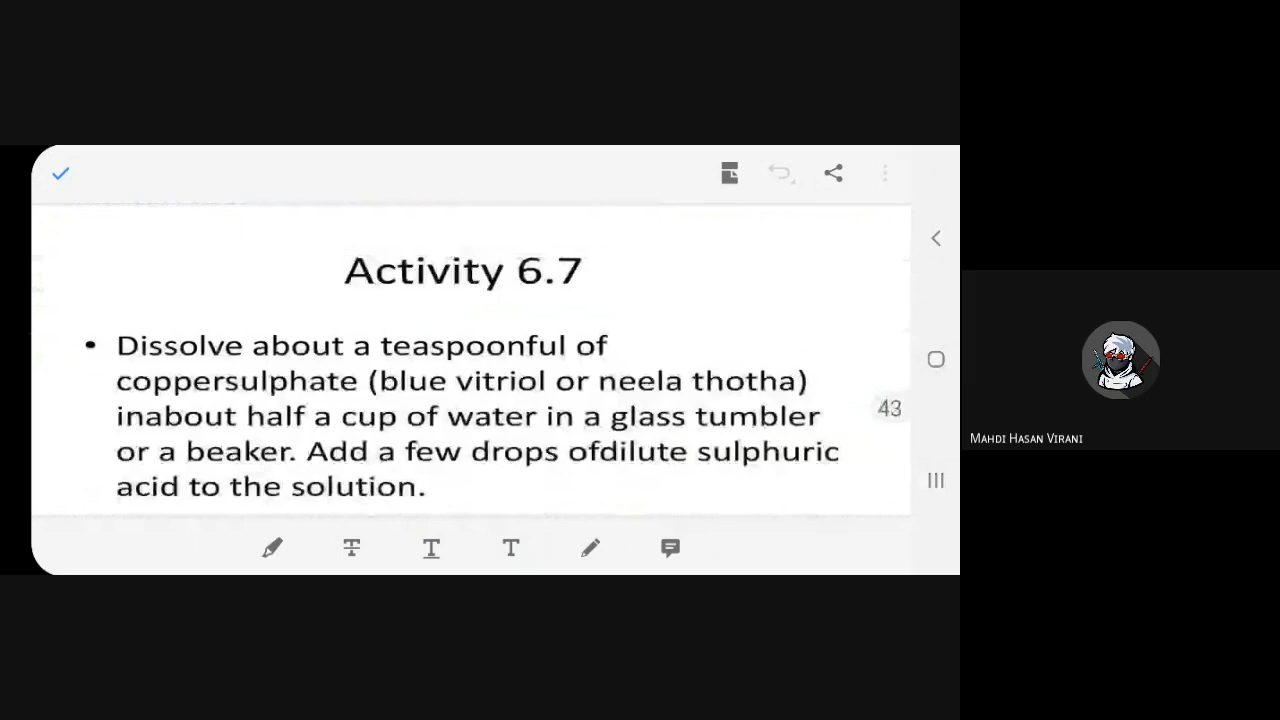 Activity 6.7
• Dissolve about a teaspoonful of
coppersulphate (blue vitriol or neela thotha)
inabout half a cup of water in a glass tumbler
or a beaker. Add a few drops ofdilute sulphuric
acid to the solution.
43
T
T
T
MAHDI HASAN VIRANI